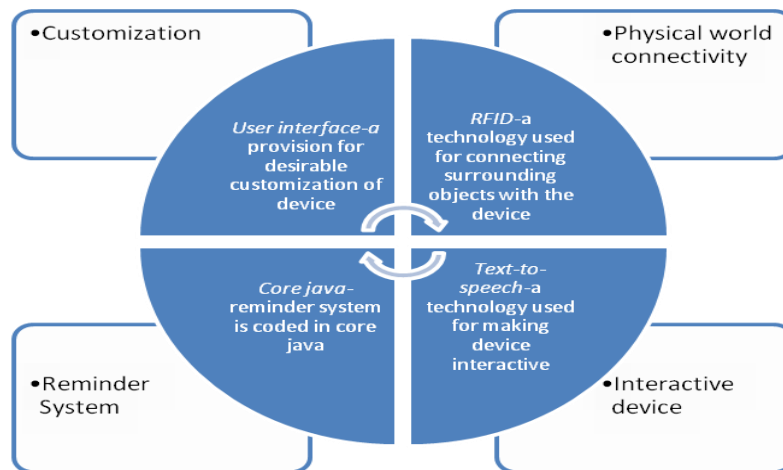 •Customization
•Physical world
connectivity
User interface-a
provision for
desirable
customization of
device
RFID-a
technology used
for connecting
surrounding
objects with the
device
Core java-
reminder system
is coded in core
java
Text-to-
speech-a
technology used
for making
device
interactive
•Reminder
System
•Interactive
device